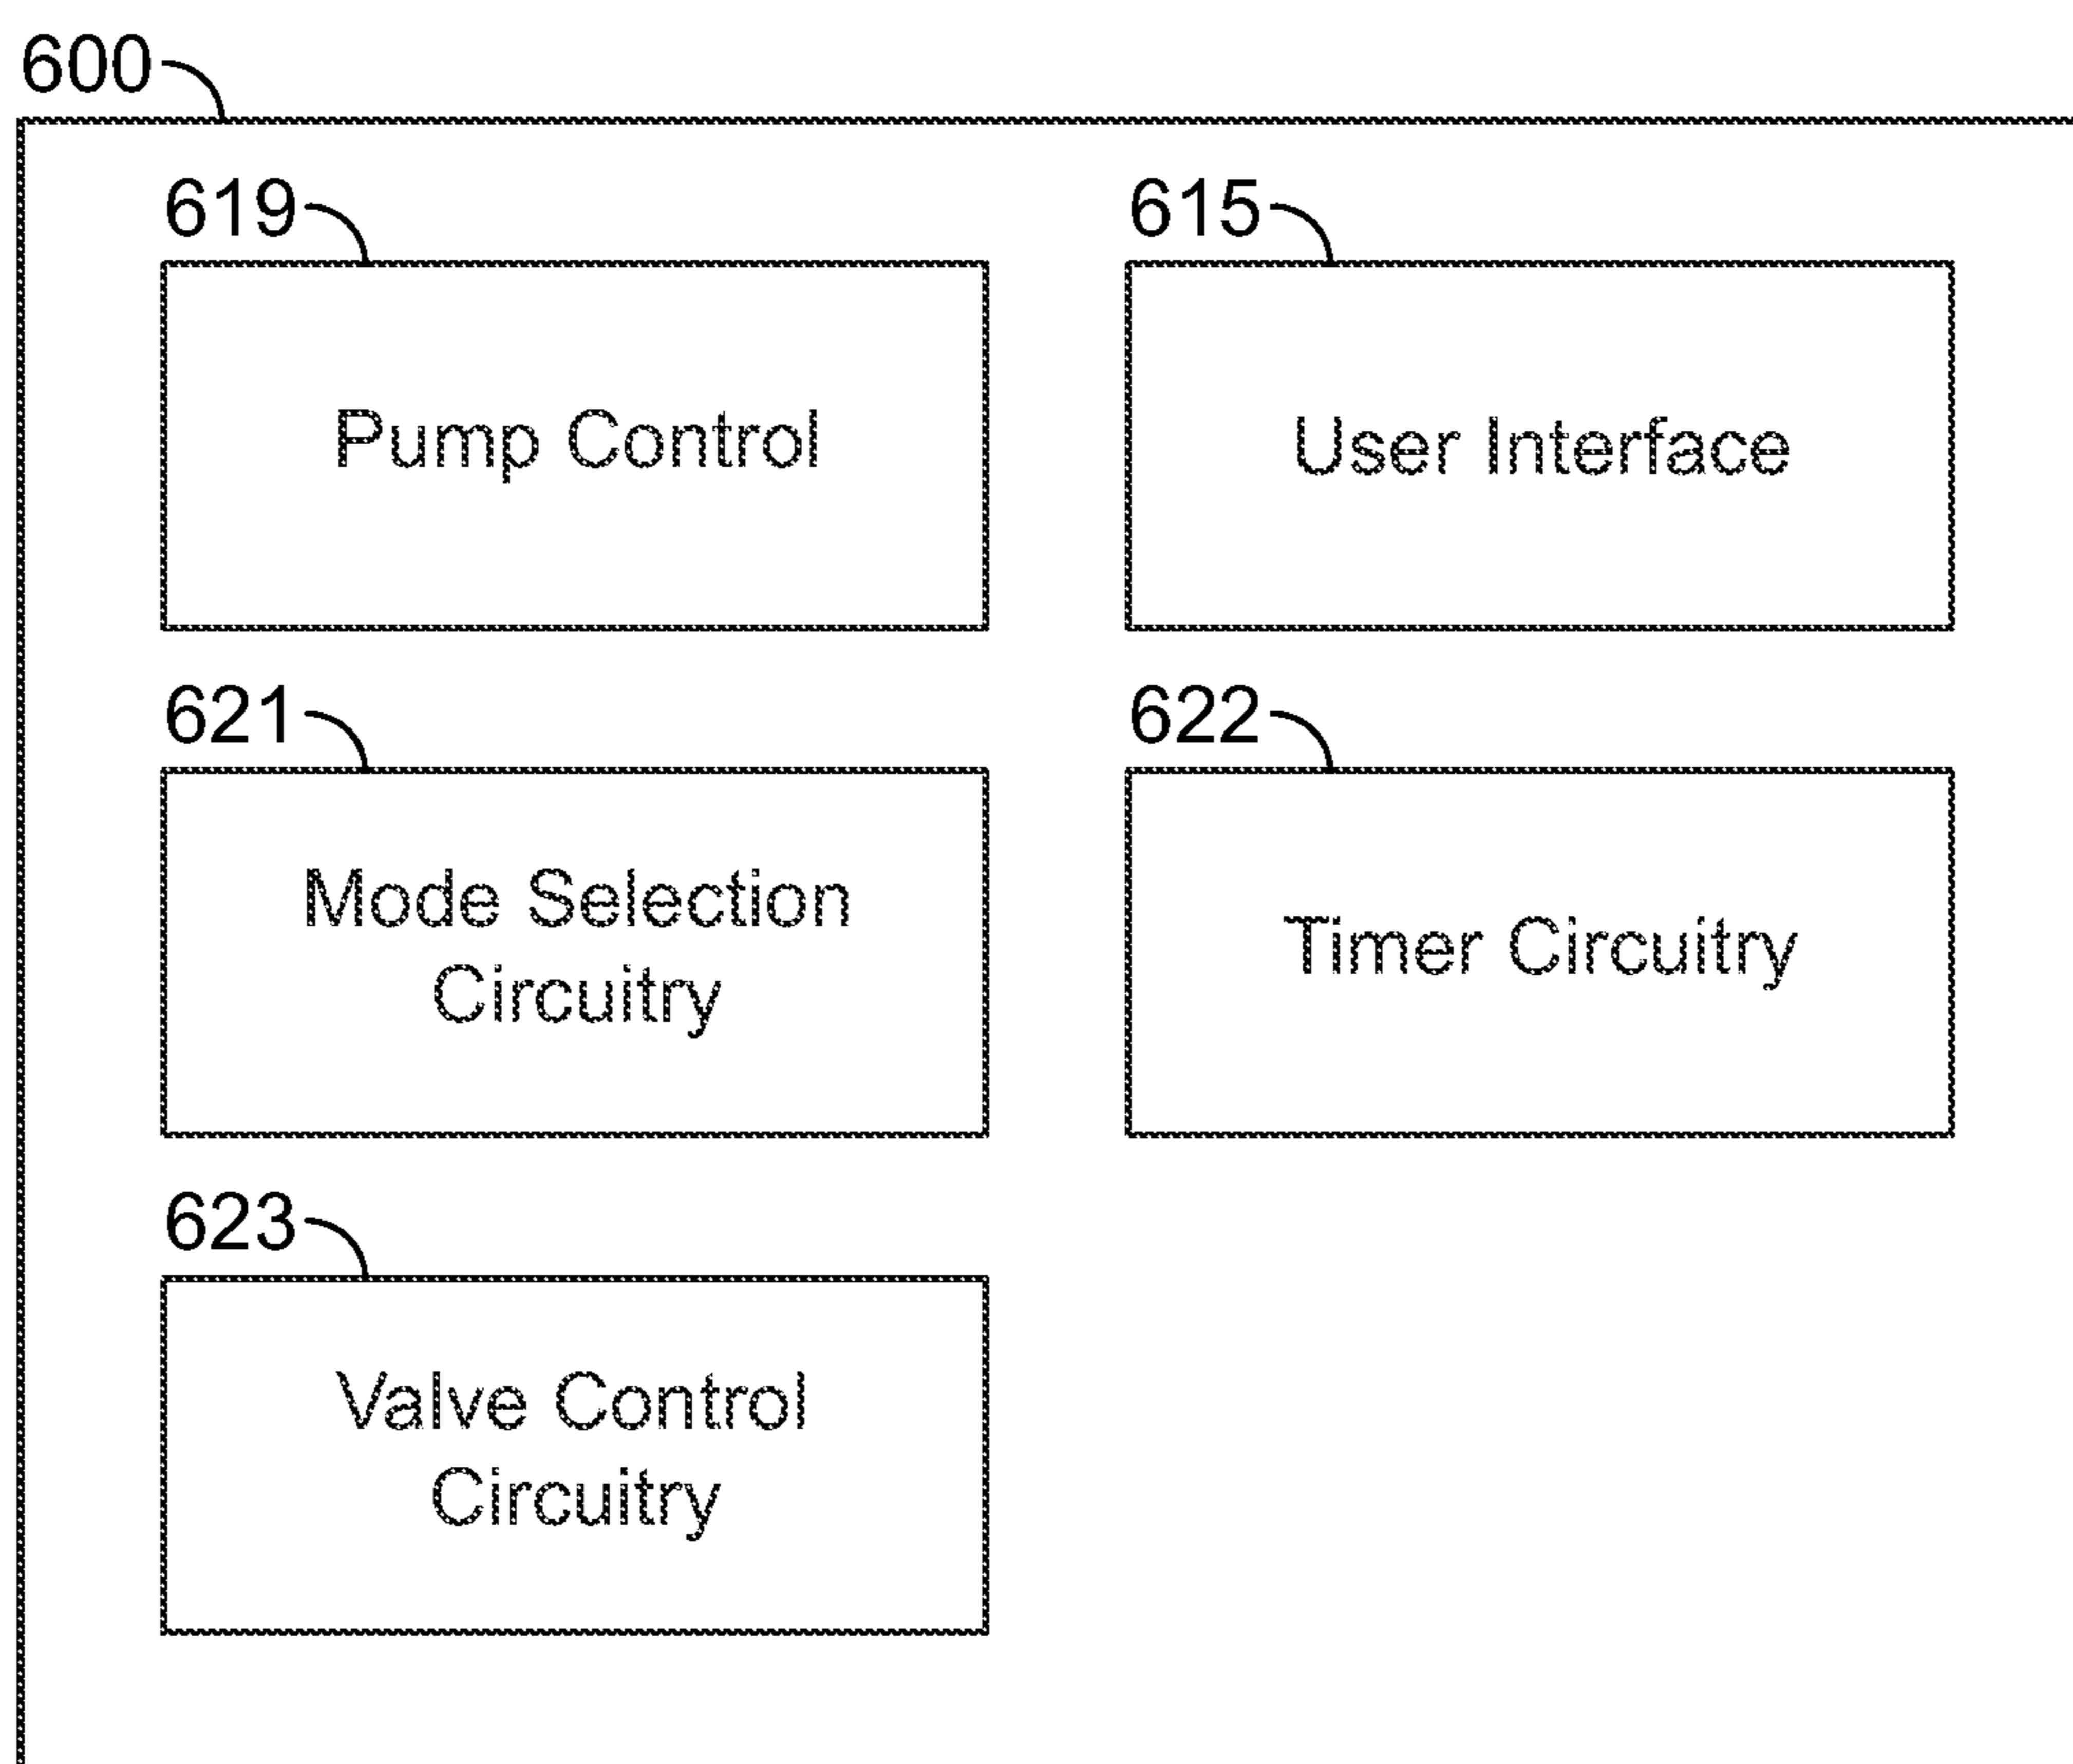 600
619
Pump Control
615
User Interface
621
Mode Selection
Circuitry
622
Timer Circuitry
623
Valve Control
Circuitry